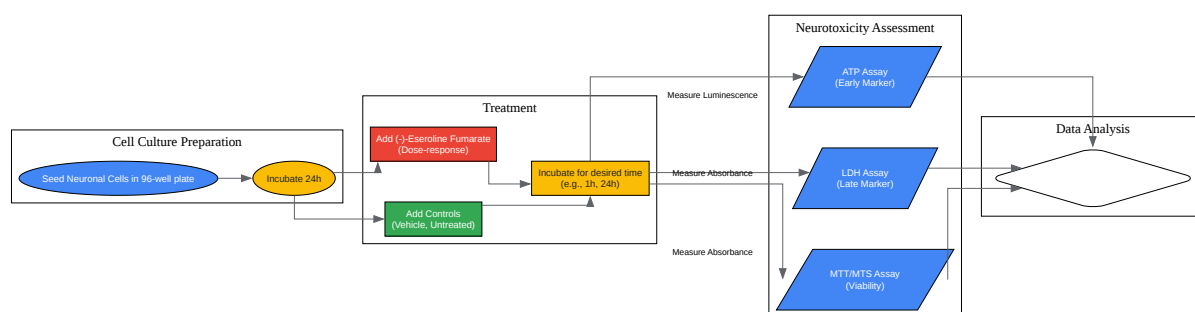 Cell Culture Preparation
Seed Neuronal Cells in 96-well plate
Incubate 24h
Treatment
Add (-)-Eseroline Fumarate
(Dose-response)
Add Controls
(Vehicle, Untreated)
Incubate for desired time
(e.g., 1h, 24h)
Measure Luminescence
Measure Absorbance
Measure Absorbance
Neurotoxicity Assessment
ATP Assay
(Early Marker)
LDH Assay
(Late Marker)
MTT/MTS Assay
(Viability)
Data Analysis